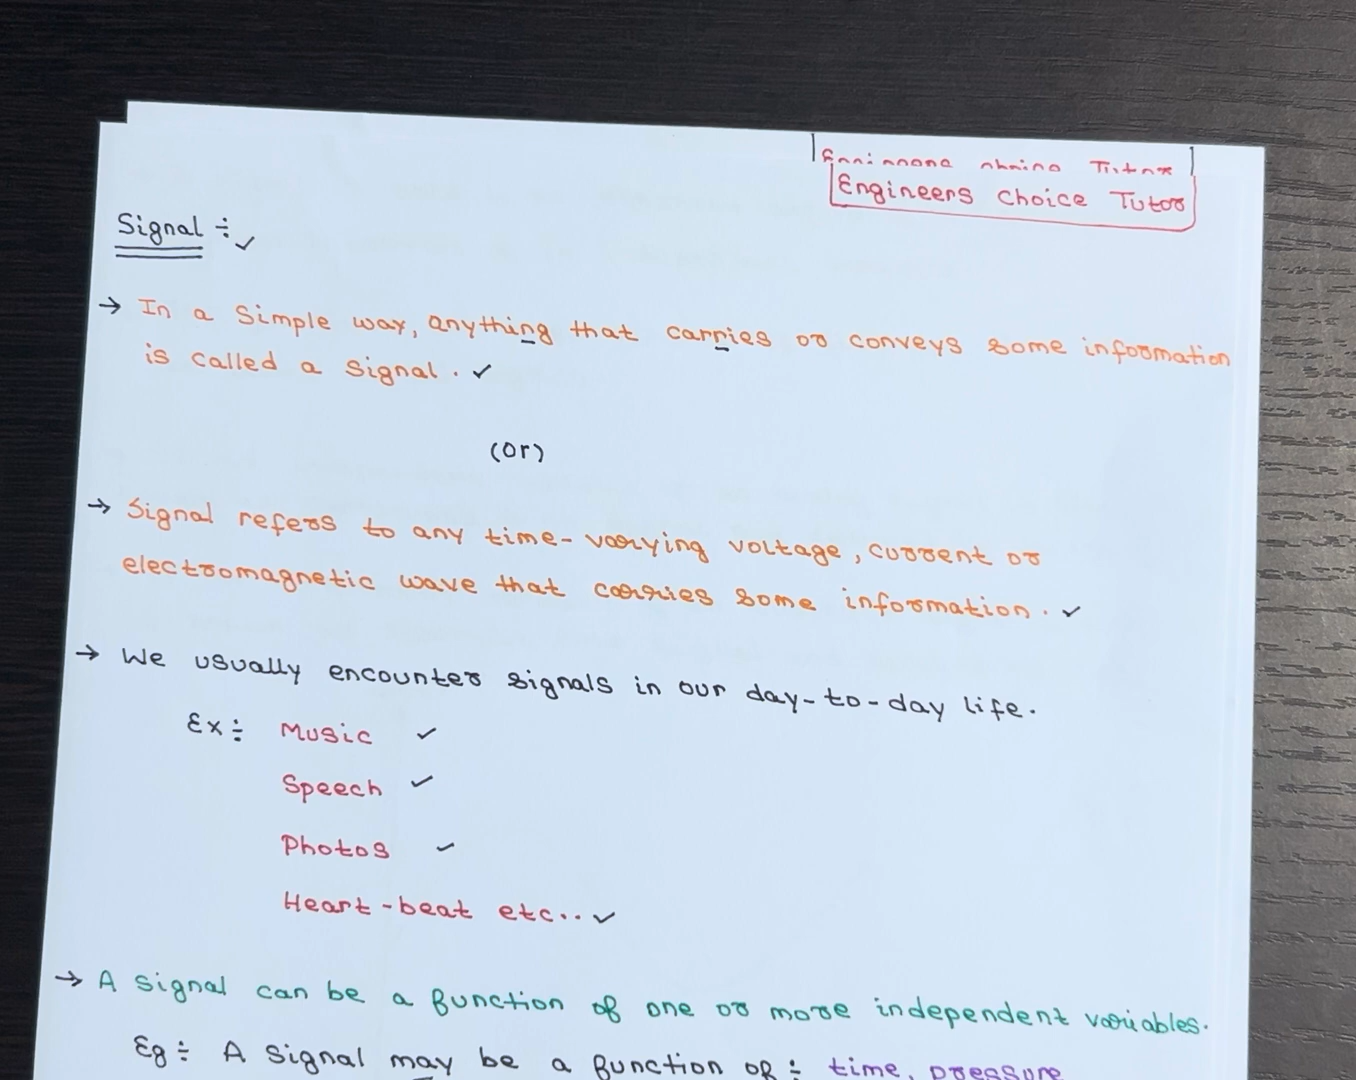 Engineers choice Tutor
Signal ÷ ✓
→ In a simple way, anything that carries or conveys some information
is called a signal. ✓
(Or)
→ Signal refers to any time-varying voltage, current or
electromagnetic wave that carries some information. ✓
→ We usually encounter signals in our day-to-day life.
Ex ÷ Music ✓
Speech ✓
Photos ✓
Heart-beat etc.. ✓
→ A signal can be a function of one or more independent variables.
Eg ÷ A signal may be a function of ÷ time, pressure